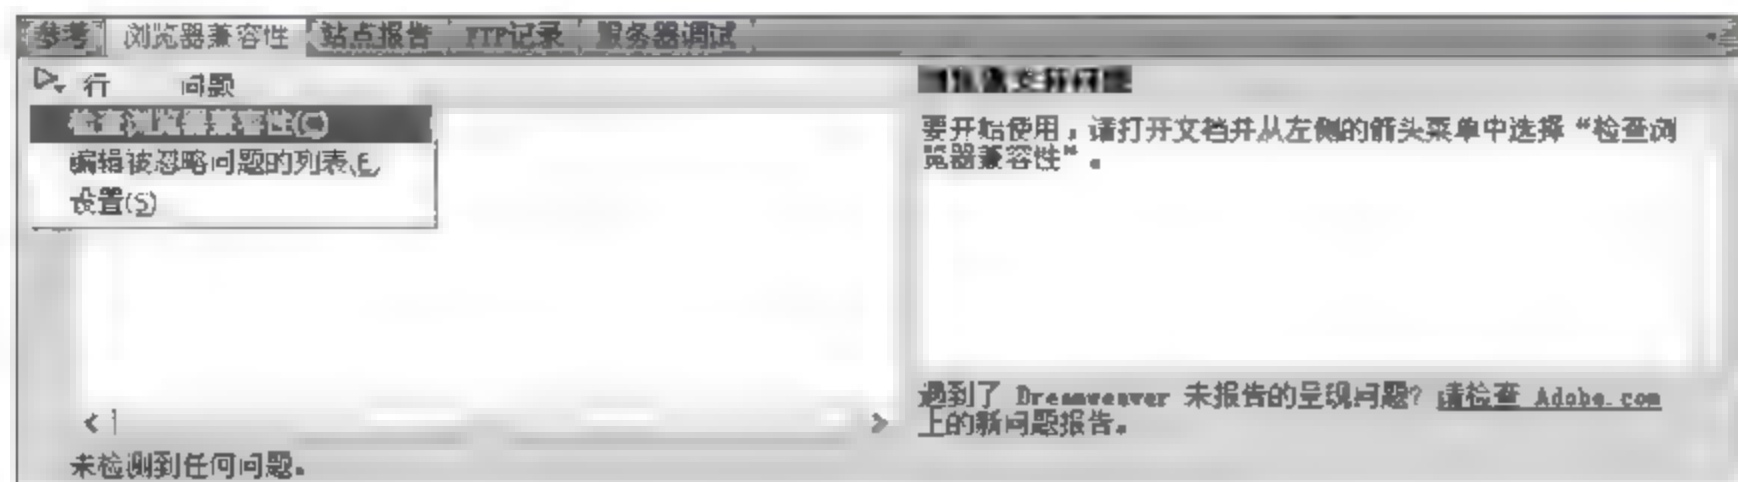 参考 浏览器兼容性 站点报告 FTP记录 服务器调试
行 问题
检查浏览器兼容性(C)
编辑被忽略问题的列表(E)
设置(S)
要开始使用，请打开文档并从左侧的箭头菜单中选择“检查浏
览器兼容性”。
遇到了 Dreamweaver 未报告的呈现问题? 请检查 Adobe.com
上的新问题报告。
未检测到任何问题。